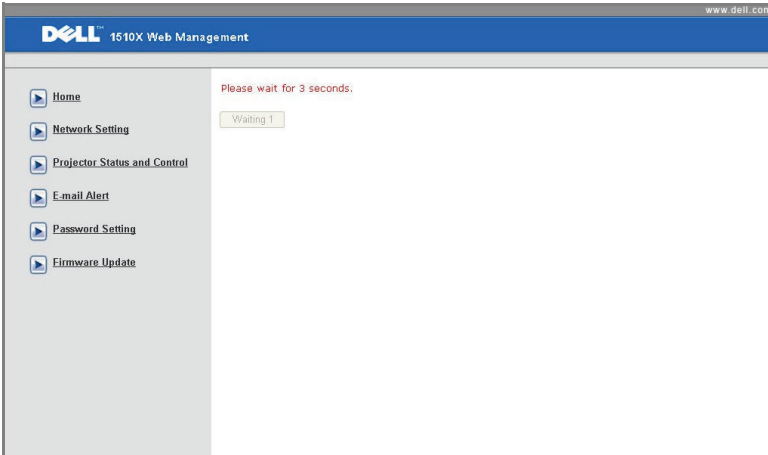 www.dell.com
DELL™ 1510X Web Management
Home
Network Setting
Projector Status and Control
E-mail Alert
Password Setting
Firmware Update
Please wait for 3 seconds.
Waiting 1